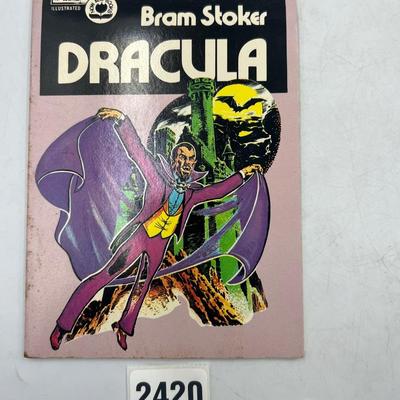 ILLUSTRATED
Bram Stoker
DRACULA
2420